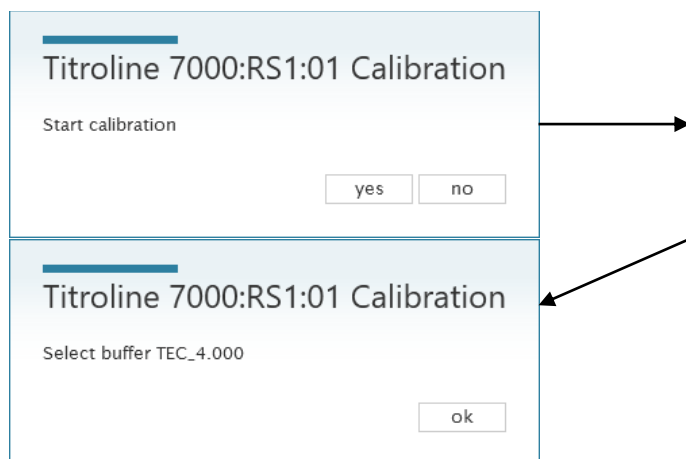 Titroline 7000:RS1:01 Calibration
Start calibration
yes no
Titroline 7000:RS1:01 Calibration
Select buffer TEC_4.000
ok